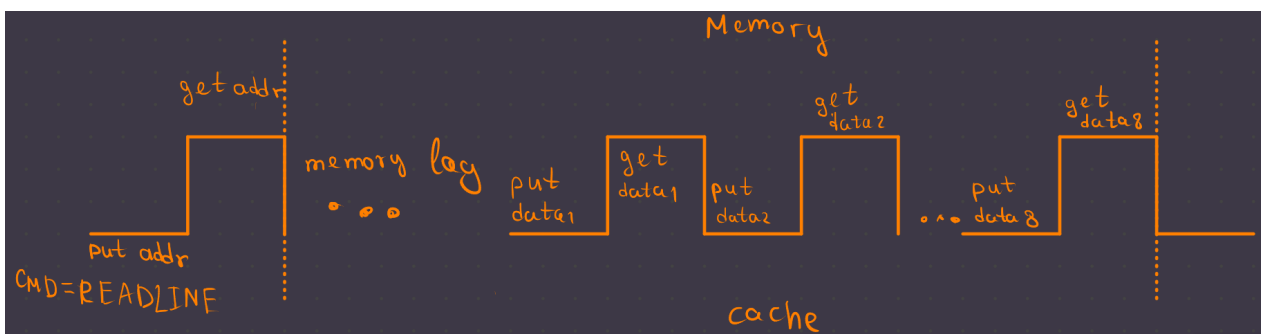 Memory
get addr
memory lag
...
put
data1
get
data1
put
data2
get
data2
...
put
data8
get
data8
put addr
CMD=READLINE
cache